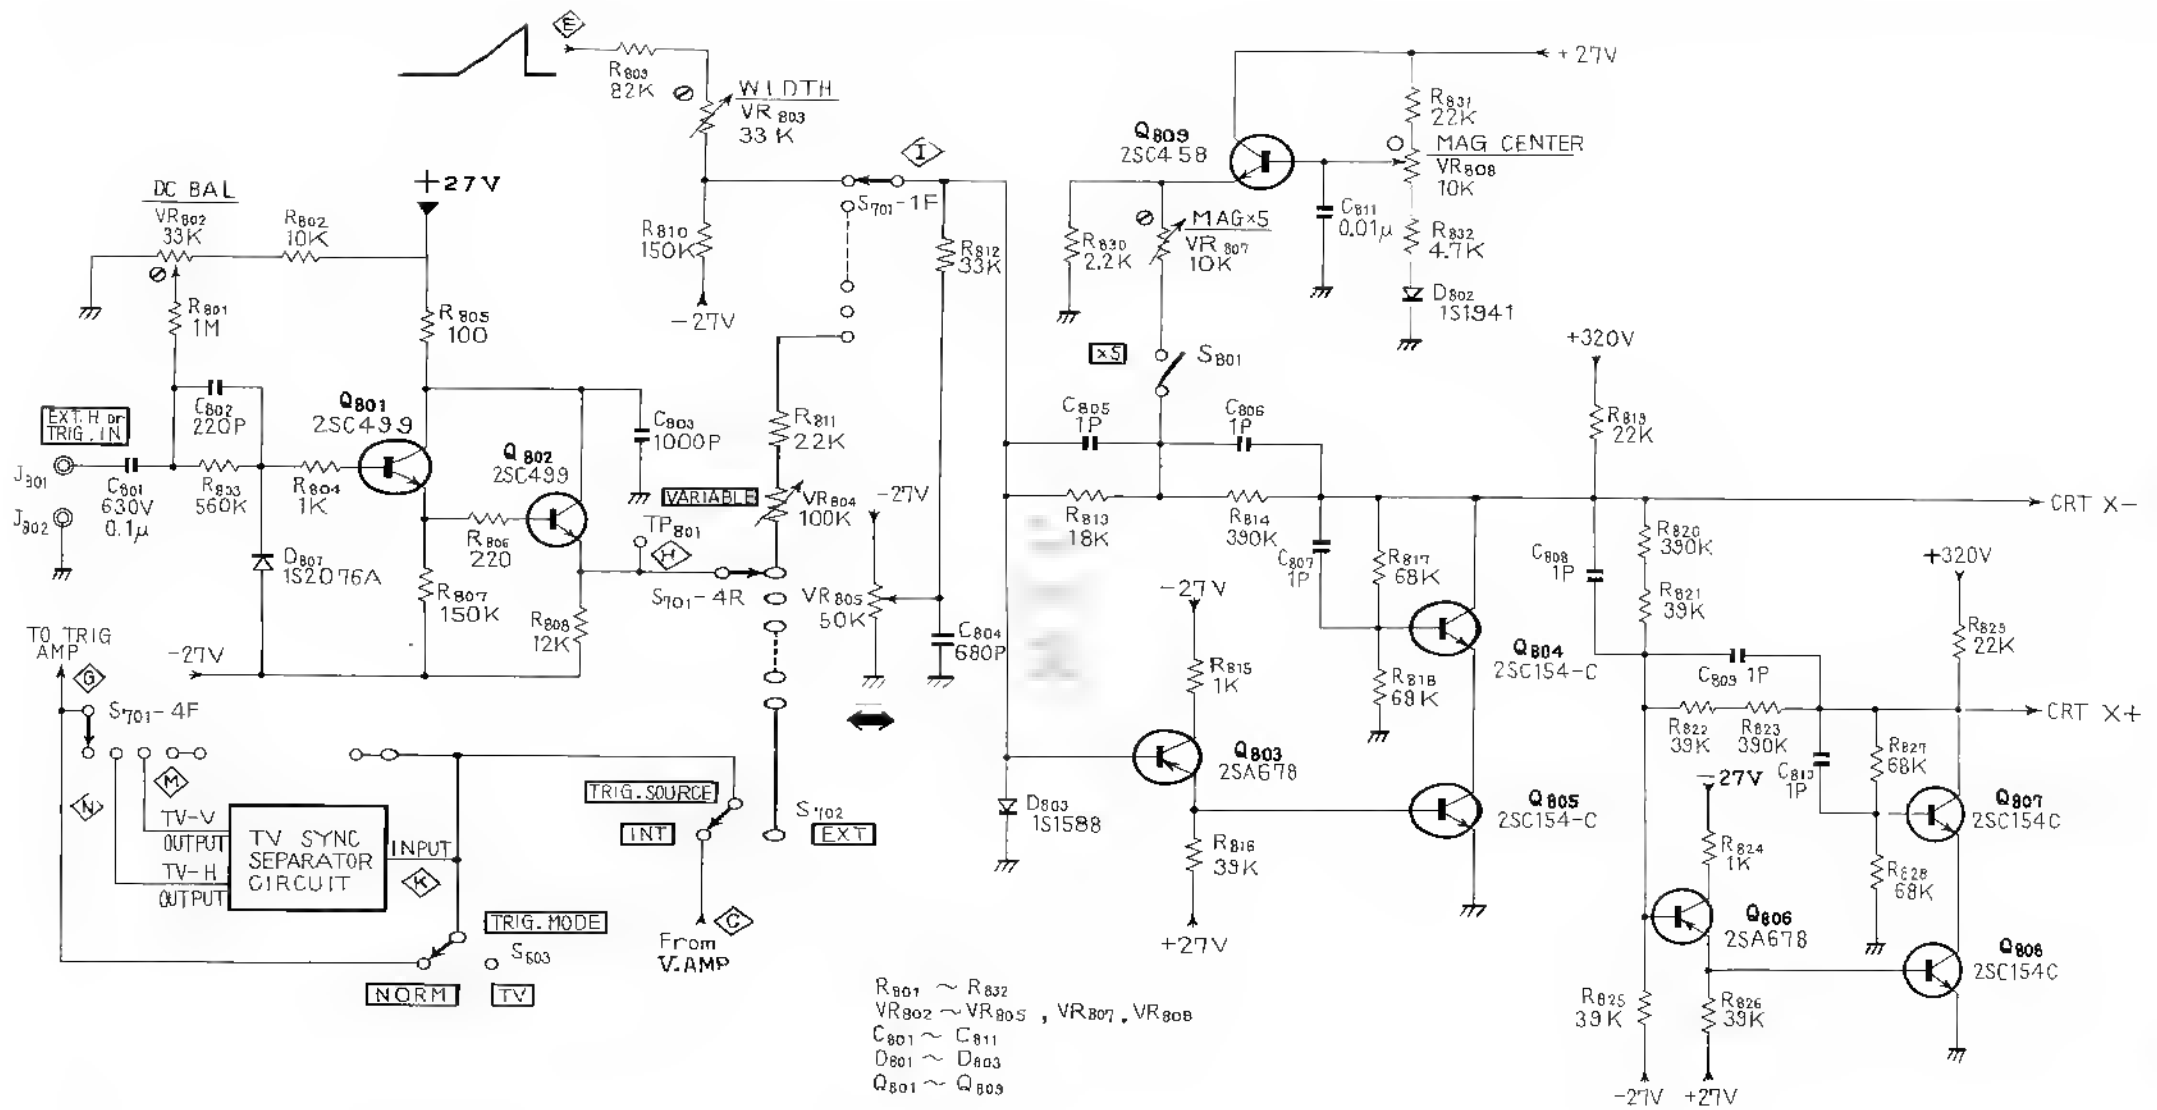 E
R809
82K
WIDTH
VR803
33K
I
S701-1F
R810
150K
-27V
R812
33K
DC BAL
VR802
33K
R802
10K
+27V
R801
1M
R805
100
C802
220P
EXT. H or
TRIG. IN
J801
J802
C801
630V
0.1μ
R803
560K
R804
1K
Q801
2SC499
Q802
2SC499
C803
1000P
D807
1S2076A
R806
220
R807
150K
R808
12K
TP801
H
S701-4R
R811
22K
VARIABLE
VR804
100K
-27V
VR805
50K
C804
680P
-27V
TO TRIG
AMP
G
S701-4F
M
N
TV-V
OUTPUT
TV-H
OUTPUT
TV SYNC
SEPARATOR
CIRCUIT
INPUT
K
TRIG. MODE
S603
NORM
TV
TRIG. SOURCE
INT
S702
EXT
C
From
V.AMP
Q809
2SC458
+27V
R831
22K
MAG CENTER
VR808
10K
C811
0.01μ
R832
4.7K
D802
1S1941
R830
2.2K
MAG×5
VR807
10K
×5
S801
C805
1P
C806
1P
R813
18K
R814
390K
C807
1P
R817
68K
R818
68K
-27V
R815
1K
Q803
2SA678
R816
39K
+27V
D803
1S1588
Q804
2SC154-C
Q805
2SC154-C
+320V
R819
22K
CRT X-
C808
1P
R820
390K
R821
39K
C809 1P
R822
39K
R823
390K
+320V
R829
22K
CRT X+
-27V
C810
1P
R827
68K
R828
68K
R824
1K
Q806
2SA678
Q807
2SC154C
Q808
2SC154C
R825
39K
R826
39K
-27V
+27V
R801 ~ R832
VR802 ~ VR805 , VR807, VR808
C801 ~ C811
D801 ~ D803
Q801 ~ Q809